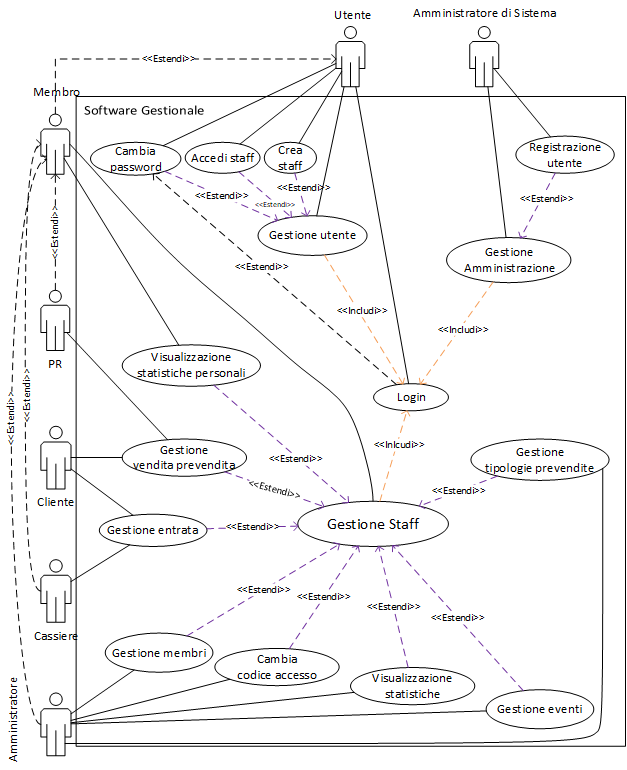 Amministratore di Sistema
Utente
<<Estendi>>
Membro
Software Gestionale
Cambia
password
Accedi staff
Crea
staff
Registrazione
utente
<<Estendi>>
<<Estendi>>
<<Estendi>>
<<Estendi>>
<<Estendi>>
Gestione utente
Gestione
Amministrazione
<<Estendi>>
<<Includi>>
<<Includi>>
PR
Visualizzazione
statistiche personali
Login
<<Estendi>>
<<Estendi>>
<<Inlcudi>>
Gestione
vendita prevendita
<<Estendi>>
Gestione
tipologie prevendite
<<Estendi>>
<<Estendi>>
Cliente
Gestione entrata
<<Estendi>>
Gestione Staff
<<Estendi>>
<<Estendi>>
<<Estendi>>
<<Estendi>>
Cassiere
Gestione membri
Cambia
codice accesso
Visualizzazione
statistiche
Gestione eventi
Amministratore